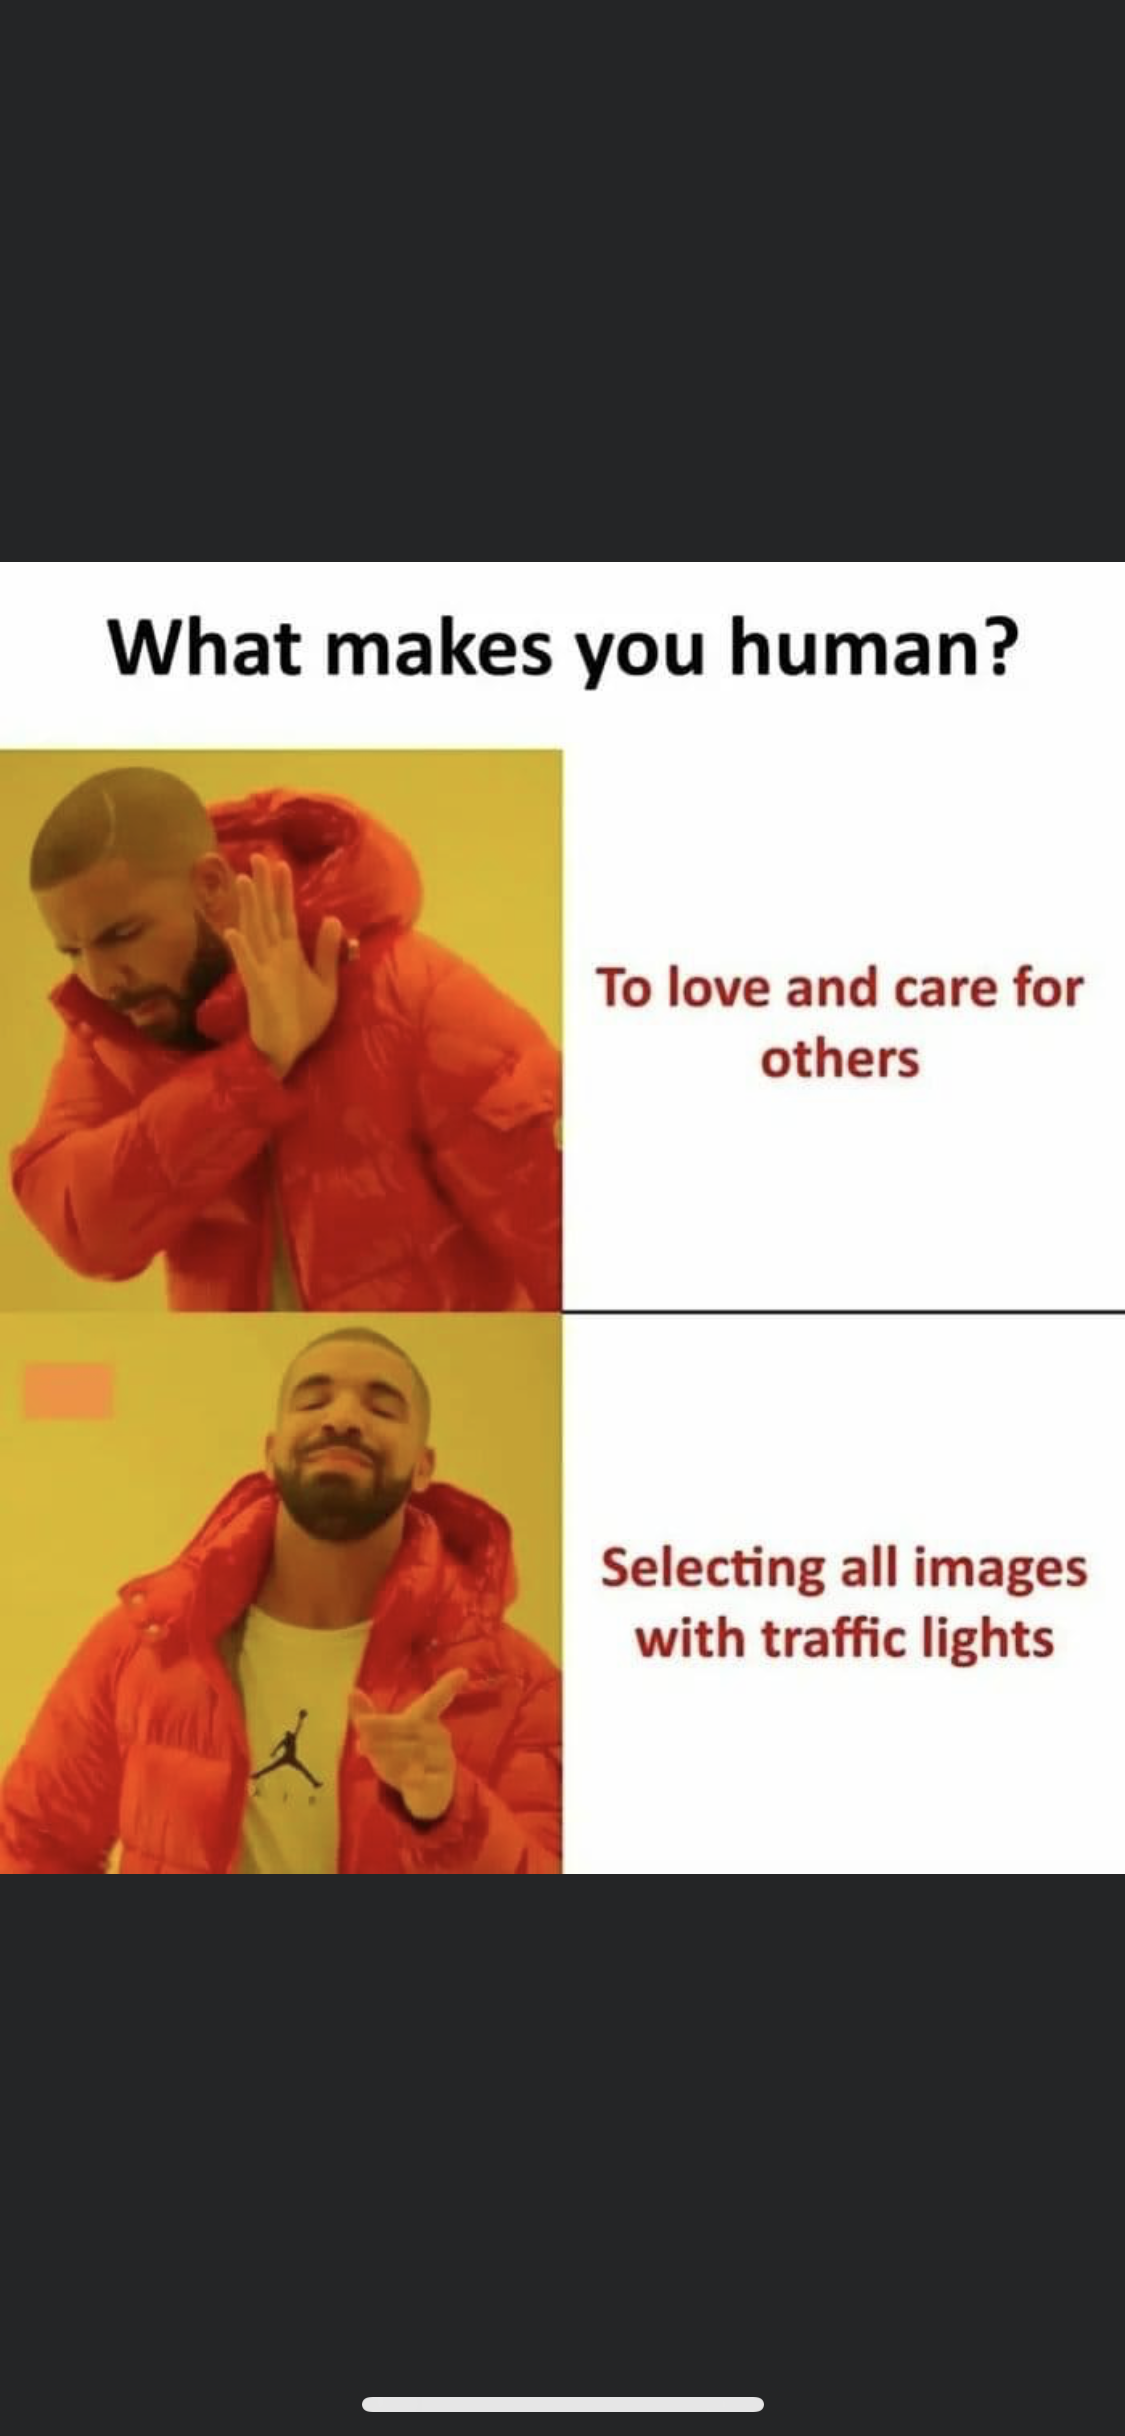 What makes you human?
To love and care for
others
Selecting all images
with traffic lights